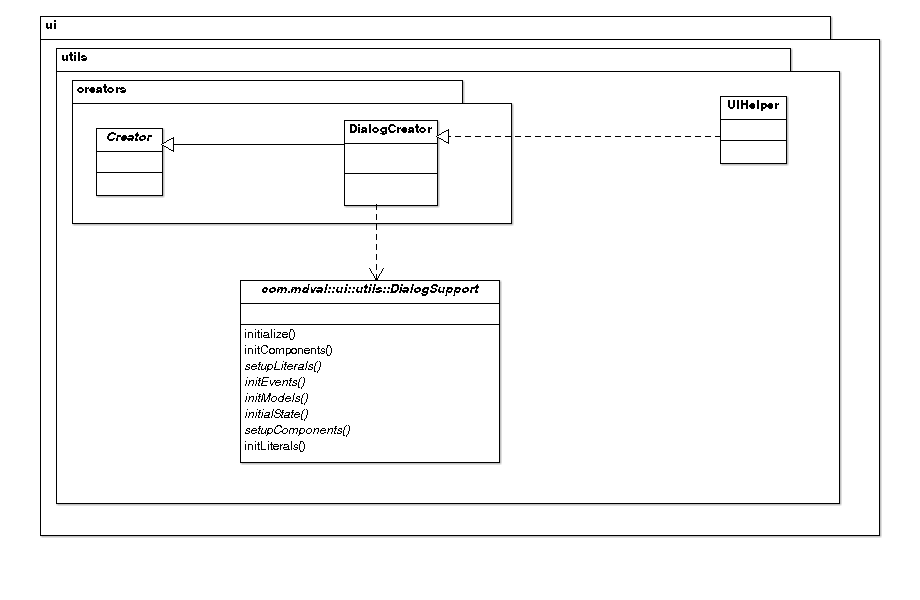 ui
utils
creators
Creator
DialogCreator
UIHelper
com.mdval::ui::utils::DialogSupport
initialize()
initComponents()
setupLiterals()
initEvents()
initModels()
initialState()
setupComponents()
initLiterals()